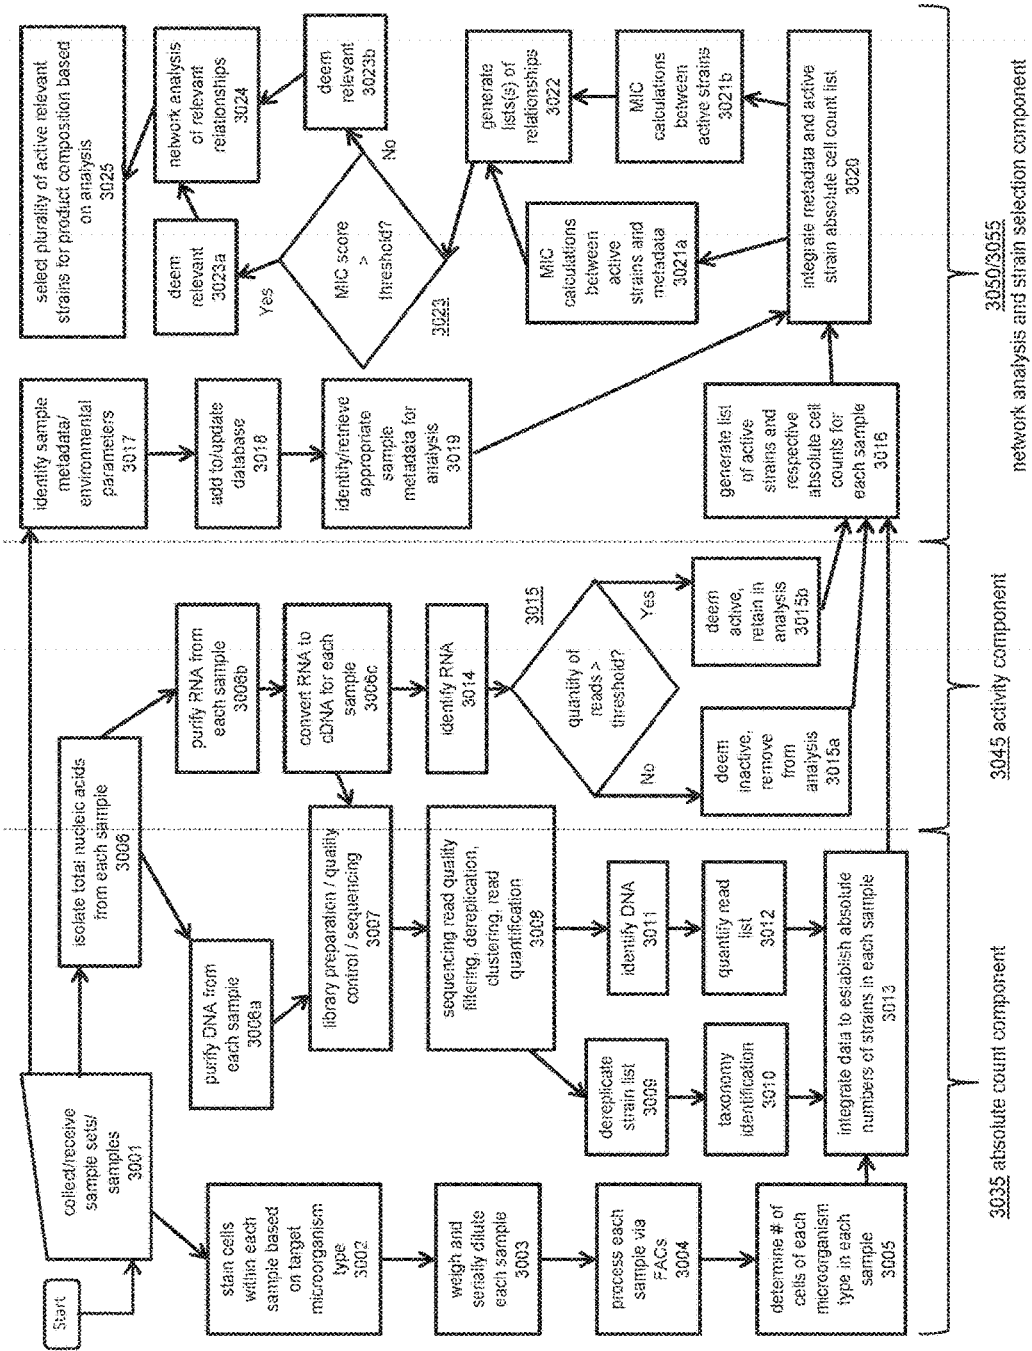 Start
collect/receive
sample sets/
samples
3001
stain cells
within each
sample based
on target
microorganism
type
3002
weigh and
serially dilute
each sample
3003
process each
sample via
FACs
3004
determine # of
cells of each
microorganism
type in each
sample
3005
isolate total nucleic acids
from each sample
3006
purify DNA from
each sample
3006a
library preparation / quality
control / sequencing
3007
sequencing read quality
filtering, dereplication,
clustering, read
quantification
3008
dereplicate
strain list
3009
taxonomy
identification
3010
identify DNA
3011
quantify read
list
3012
integrate data to establish absolute
numbers of strains in each sample
3013
3035 absolute count component
purify RNA from
each sample
3006b
convert RNA to
cDNA for each
sample
3006c
identify RNA
3014
3015
quantity of
reads >
threshold?
No
Yes
deem
inactive,
remove
from
analysis
3015a
deem
active,
retain in
analysis
3015b
3045 activity component
identify sample
metadata/
environmental
parameters
3017
add to/update
database
3018
identify/retrieve
appropriate
sample
metadata for
analysis
3019
generate list
of active
strains and
respective
absolute cell
counts for
each sample
3016
integrate metadata and active
strain absolute cell count list
3020
MIC
calculations
between
active
strains and
metadata
3021a
MIC
calculations
between
active strains
3021b
generate
lists(s) of
relationships
3022
MIC score
>
threshold?
3023
Yes
No
deem
relevant
3023a
deem
relevant
3023b
network analysis
of relevant
relationships
3024
select plurality of active relevant
strains for product composition based
on analysis
3025
3050/3055
network analysis and strain selection component